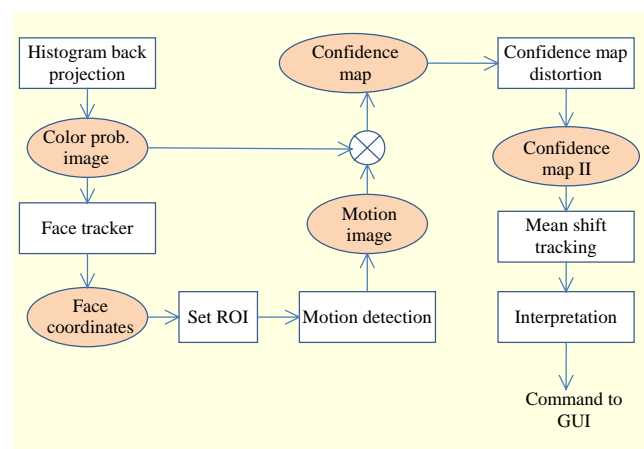 Histogram back
projection
Color prob.
image
Face tracker
Face
coordinates
Set ROI
Motion detection
Motion
image
Confidence
map
Confidence map
distortion
Confidence
map II
Mean shift
tracking
Interpretation
Command to
GUI